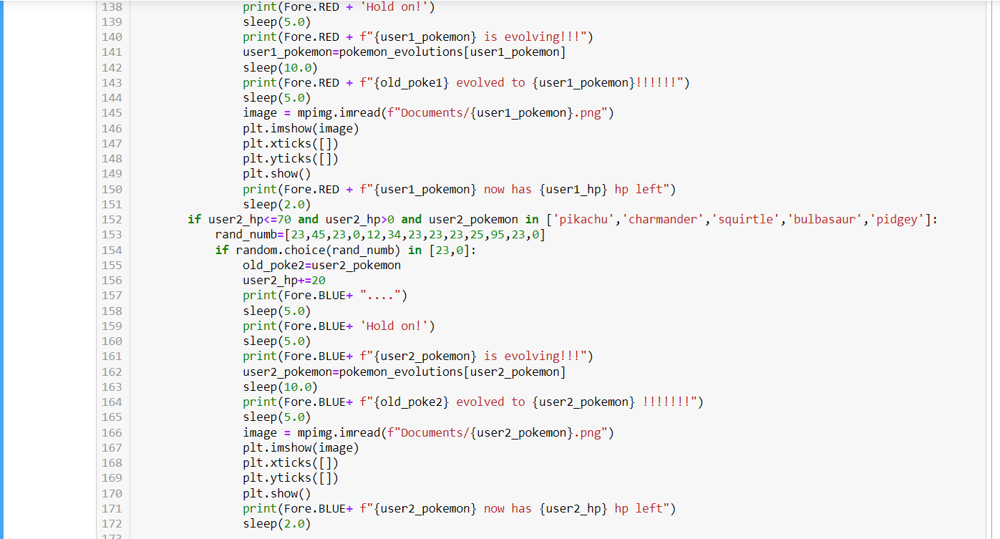 138 print(Fore.RED + 'Hold on!')
139 sleep(5.0)
140 print(Fore.RED + f"{user1_pokemon} is evolving!!!")
141 user1_pokemon=pokemon_evolutions[user1_pokemon]
142 sleep(10.0)
143 print(Fore.RED + f"{old_poke1} evolved to {user1_pokemon}!!!!!!")
144 sleep(5.0)
145 image = mpimg.imread(f"Documents/{user1_pokemon}.png")
146 plt.imshow(image)
147 plt.xticks([])
148 plt.yticks([])
149 plt.show()
150 print(Fore.RED + f"{user1_pokemon} now has {user1_hp} hp left")
151 sleep(2.0)
152 if user2_hp<=70 and user2_hp>0 and user2_pokemon in ['pikachu','charmander','squirtle','bulbasaur','pidgey']:
153 rand_numb=[23,45,23,0,12,34,23,23,23,25,95,23,0]
154 if random.choice(rand_numb) in [23,0]:
155 old_poke2=user2_pokemon
156 user2_hp+=20
157 print(Fore.BLUE+ "....")
158 sleep(5.0)
159 print(Fore.BLUE+ 'Hold on!')
160 sleep(5.0)
161 print(Fore.BLUE+ f"{user2_pokemon} is evolving!!!")
162 user2_pokemon=pokemon_evolutions[user2_pokemon]
163 sleep(10.0)
164 print(Fore.BLUE+ f"{old_poke2} evolved to {user2_pokemon} !!!!!!!")
165 sleep(5.0)
166 image = mpimg.imread(f"Documents/{user2_pokemon}.png")
167 plt.imshow(image)
168 plt.xticks([])
169 plt.yticks([])
170 plt.show()
171 print(Fore.BLUE+ f"{user2_pokemon} now has {user2_hp} hp left")
172 sleep(2.0)
173